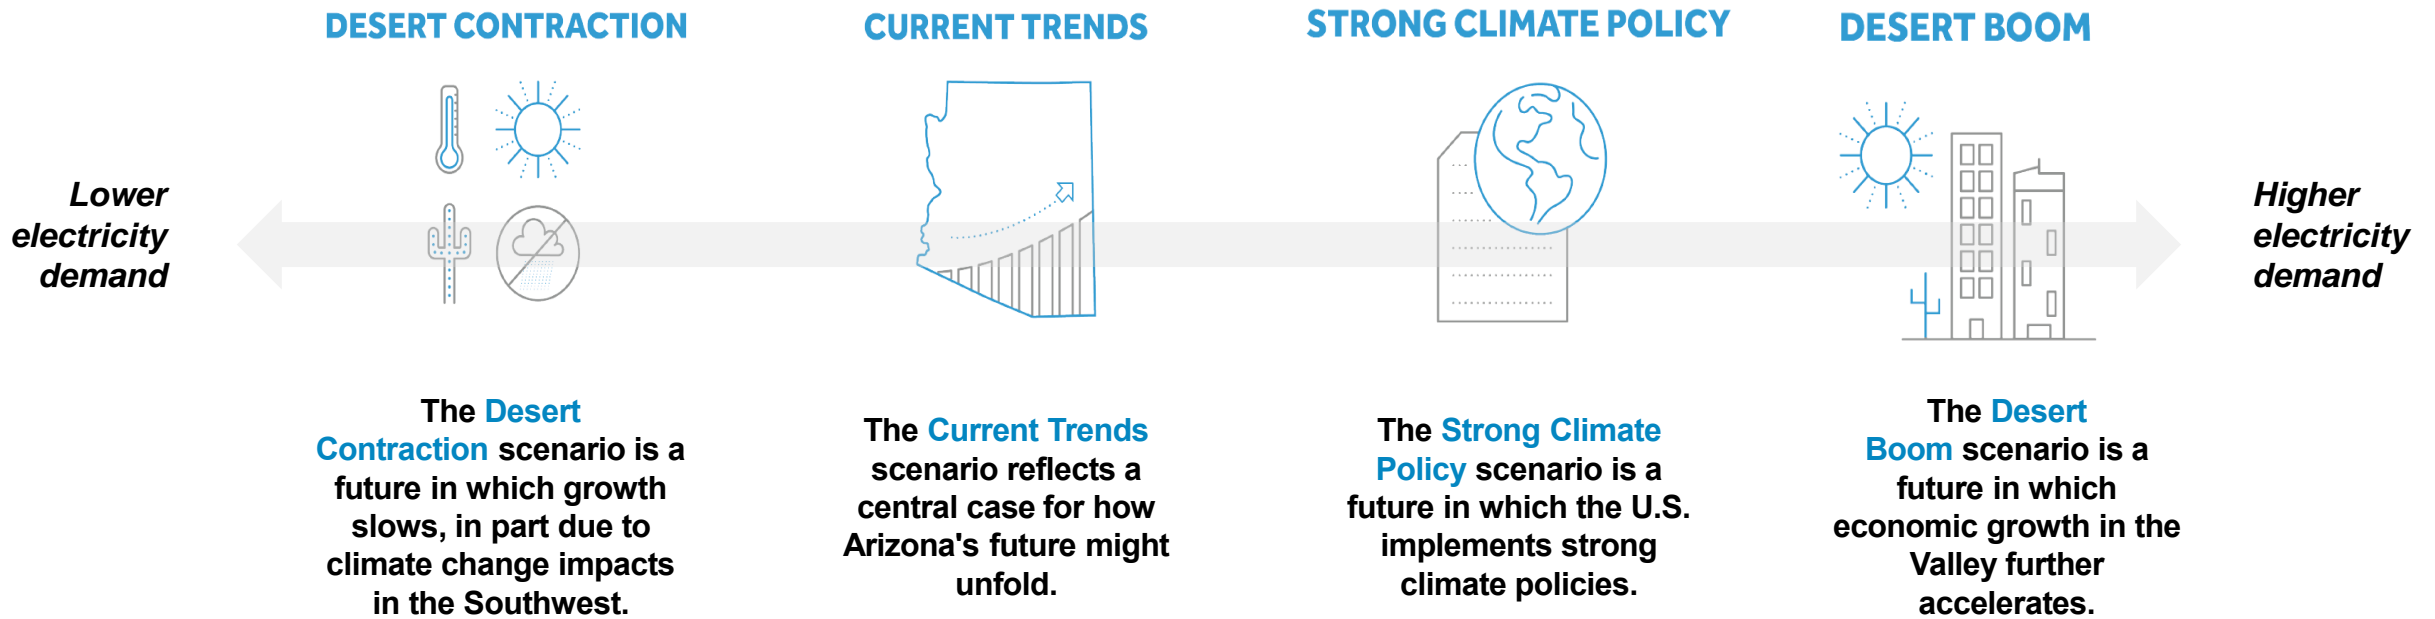 DESERT CONTRACTION
CURRENT TRENDS
STRONG CLIMATE POLICY
DESERT BOOM
Lower
electricity
demand
Higher
electricity
demand
The Desert
Contraction scenario is a
future in which growth
slows, in part due to
climate change impacts
in the Southwest.
The Current Trends
scenario reflects a
central case for how
Arizona's future might
unfold.
The Strong Climate
Policy scenario is a
future in which the U.S.
implements strong
climate policies.
The Desert
Boom scenario is a
future in which
economic growth in the
Valley further
accelerates.